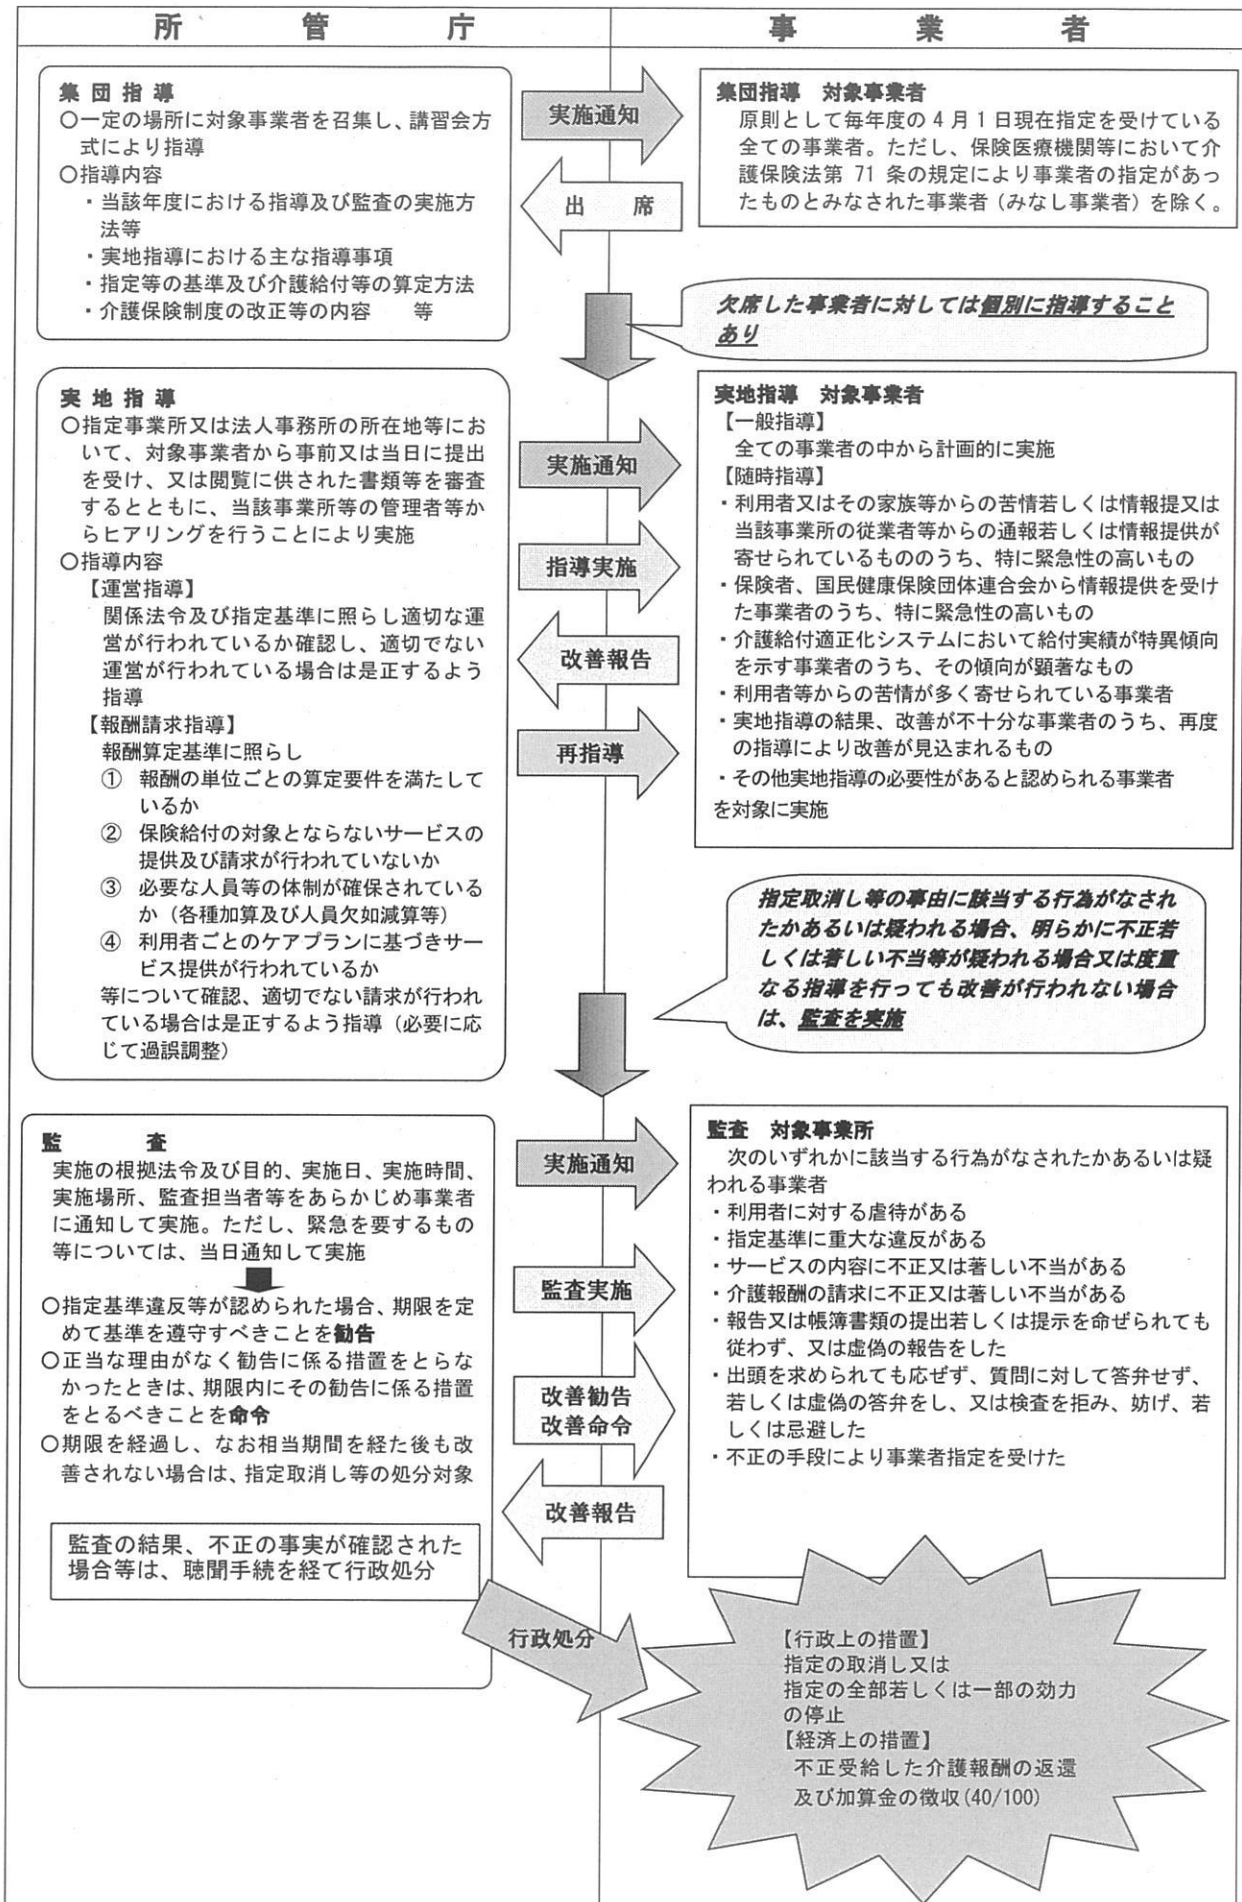 所管庁
事業者
集団指導
○一定の場所に対象事業者を召集し、講習会方
式により指導
○指導内容
・当該年度における指導及び監査の実施方
法等
・実地指導における主な指導事項
・指定等の基準及び介護給付等の算定方法
・介護保険制度の改正等の内容　等
実施通知
出　席
集団指導　対象事業者
原則として毎年度の4月1日現在指定を受けている
全ての事業者。ただし、保険医療機関等において介
護保険法第 71 条の規定により事業者の指定があっ
たものとみなされた事業者（みなし事業者）を除く。
欠席した事業者に対しては個別に指導すること
あり
実地指導
○指定事業所又は法人事務所の所在地等にお
いて、対象事業者から事前又は当日に提出
を受け、又は閲覧に供された書類等を審査
するとともに、当該事業所等の管理者等か
らヒアリングを行うことにより実施
○指導内容
【運営指導】
関係法令及び指定基準に照らし適切な運
営が行われているか確認し、適切でない
運営が行われている場合は是正するよう
指導
【報酬請求指導】
報酬算定基準に照らし
①　報酬の単位ごとの算定要件を満たして
いるか
②　保険給付の対象とならないサービスの
提供及び請求が行われていないか
③　必要な人員等の体制が確保されている
か（各種加算及び人員欠如減算等）
④　利用者ごとのケアプランに基づきサー
ビス提供が行われているか
等について確認、適切でない請求が行われ
ている場合は是正するよう指導（必要に応
じて過誤調整）
実施通知
指導実施
改善報告
再指導
実地指導　対象事業者
【一般指導】
全ての事業者の中から計画的に実施
【随時指導】
・利用者又はその家族等からの苦情若しくは情報提又は
当該事業所の従業者等からの通報若しくは情報提供が
寄せられているもののうち、特に緊急性の高いもの
・保険者、国民健康保険団体連合会から情報提供を受け
た事業者のうち、特に緊急性の高いもの
・介護給付適正化システムにおいて給付実績が特異傾向
を示す事業者のうち、その傾向が顕著なもの
・利用者等からの苦情が多く寄せられている事業者
・実地指導の結果、改善が不十分な事業者のうち、再度
の指導により改善が見込まれるもの
・その他実地指導の必要性があると認められる事業者
を対象に実施
指定取消し等の事由に該当する行為がなされ
たかあるいは疑われる場合、明らかに不正若
しくは著しい不当等が疑われる場合又は度重
なる指導を行っても改善が行われない場合
は、監査を実施
監　査
実施の根拠法令及び目的、実施日、実施時間、
実施場所、監査担当者等をあらかじめ事業者
に通知して実施。ただし、緊急を要するもの
等については、当日通知して実施
○指定基準違反等が認められた場合、期限を定
めて基準を遵守すべきことを勧告
○正当な理由がなく勧告に係る措置をとらな
かったときは、期限内にその勧告に係る措置
をとるべきことを命令
○期限を経過し、なお相当期間を経た後も改
善されない場合は、指定取消し等の処分対象
監査の結果、不正の事実が確認された
場合等は、聴聞手続を経て行政処分
実施通知
監査実施
改善勧告
改善命令
改善報告
行政処分
監査　対象事業所
次のいずれかに該当する行為がなされたかあるいは疑
われる事業者
・利用者に対する虐待がある
・指定基準に重大な違反がある
・サービスの内容に不正又は著しい不当がある
・介護報酬の請求に不正又は著しい不当がある
・報告又は帳簿書類の提出若しくは提示を命ぜられても
従わず、又は虚偽の報告をした
・出頭を求められても応ぜず、質問に対して答弁せず、
若しくは虚偽の答弁をし、又は検査を拒み、妨げ、若
しくは忌避した
・不正の手段により事業者指定を受けた
【行政上の措置】
指定の取消し又は
指定の全部若しくは一部の効力
の停止
【経済上の措置】
不正受給した介護報酬の返還
及び加算金の徴収(40/100)